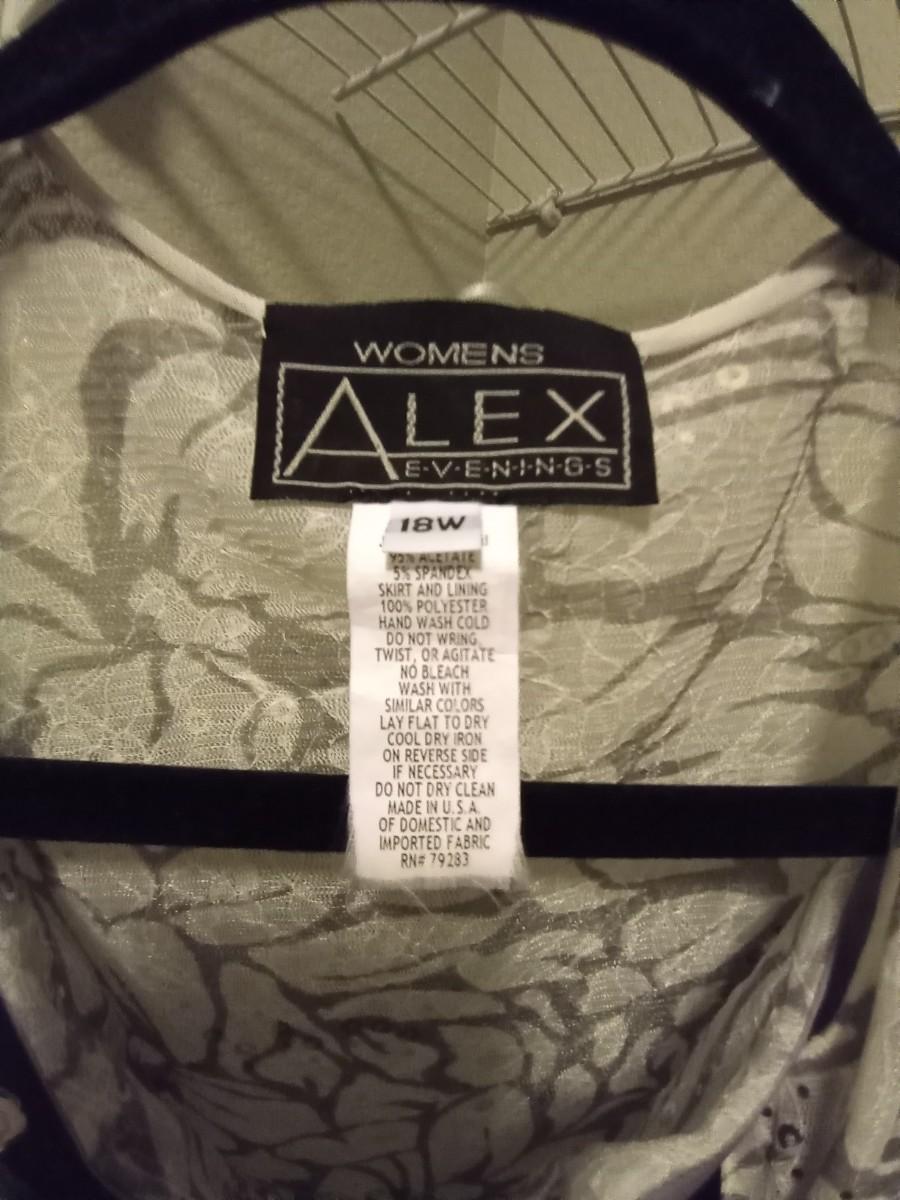 WOMENS
ALEX
E·V·E·N·I·N·G·S
18W
95% ACETATE
5% SPANDEX
SKIRT AND LINING
100% POLYESTER
HAND WASH COLD
DO NOT WRING,
TWIST, OR AGITATE
NO BLEACH
WASH WITH
SIMILAR COLORS
LAY FLAT TO DRY
COOL DRY IRON
ON REVERSE SIDE
IF NECESSARY
DO NOT DRY CLEAN
MADE IN U.S.A.
OF DOMESTIC AND
IMPORTED FABRIC
RN# 79283